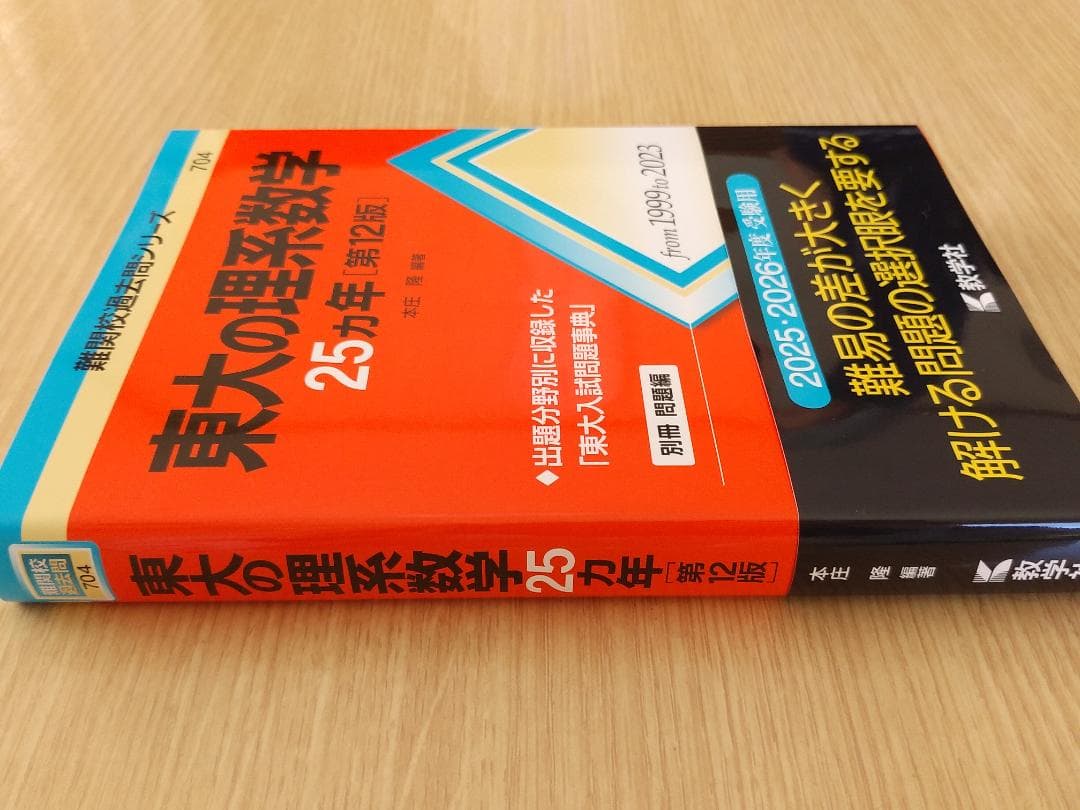 難関校過去問シリーズ
704
東大の理系数学
25カ年[第12版]
本庄 隆 編著
from 1999 to 2023
◆出題分野別に収録した
「東大入試問題事典」
別冊 問題編
2025・2026年度 受験用
難易の差が大きく
解ける問題の選択眼を要する
教学社
難関校
過去問
704
東大の理系数学25カ年[第12版]
本庄 隆 編著
教学社